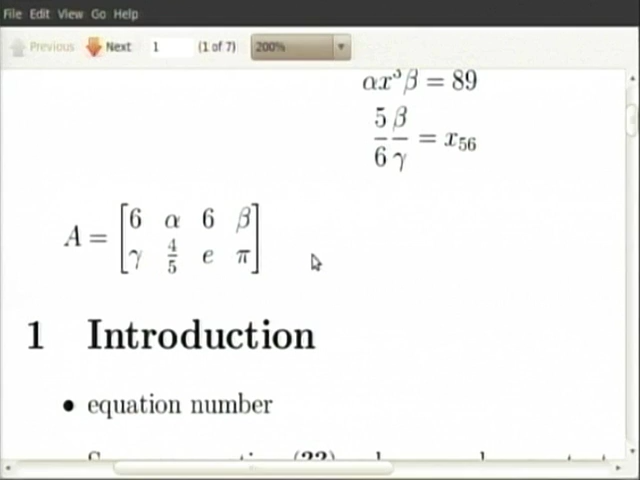 File Edit View Go Help
Previous Next 1 (1 of 7) 200%
αx³β = 89
5/6 β/γ = x₅₆
A = [6 α 6 β
γ 4/5 e π]
1 Introduction
• equation number
(22)